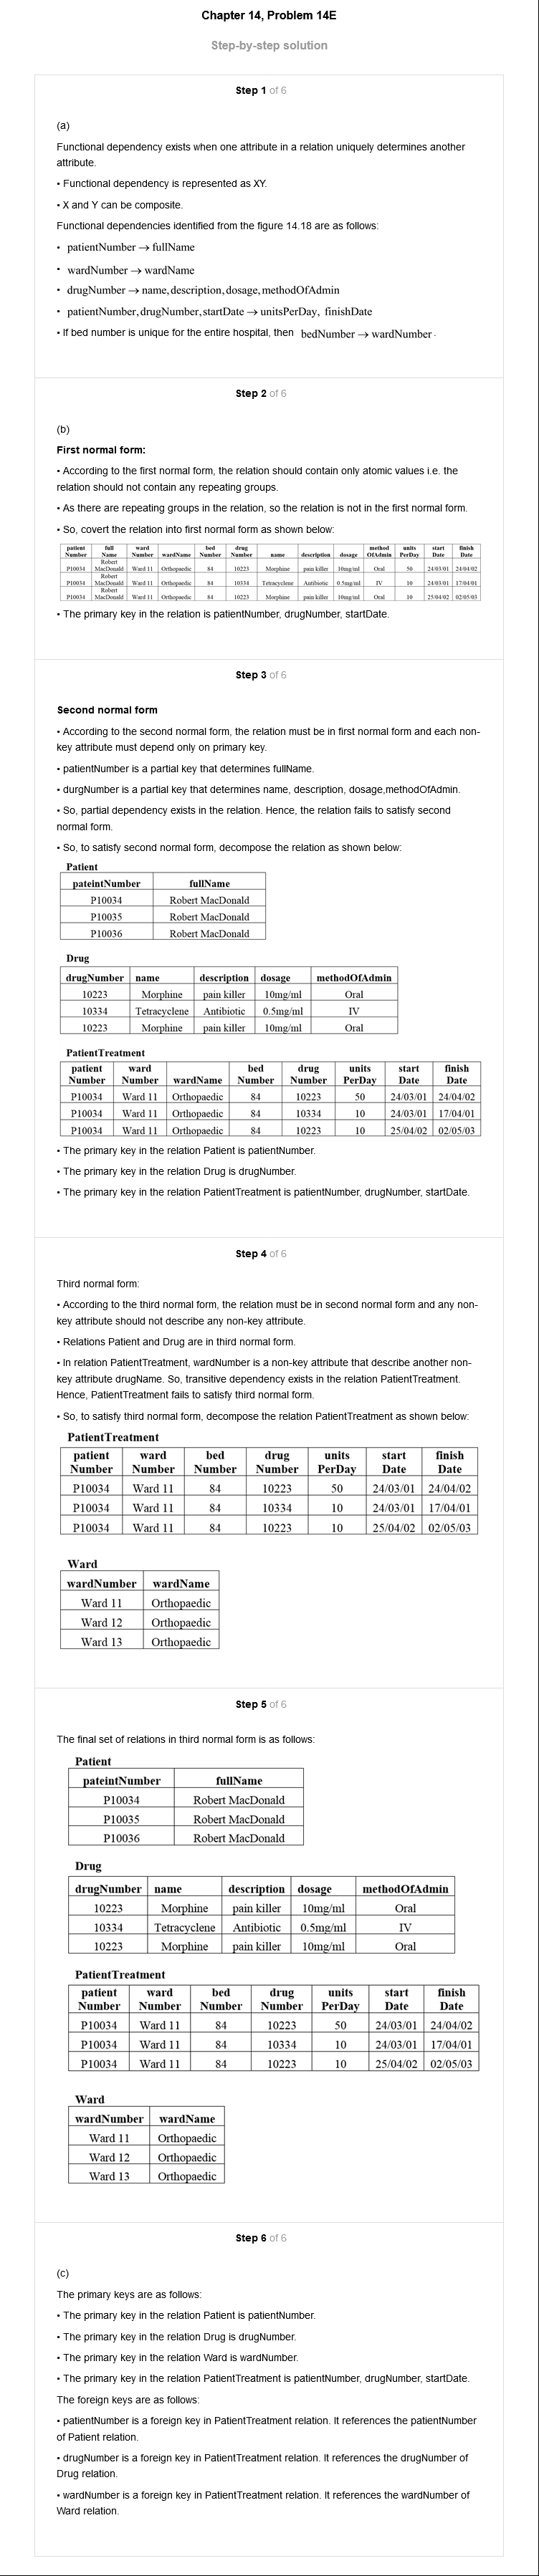 Chapter 14, Problem 14E
Step-by-step solution
Step 1 of 6
(a)
Functional dependency exists when one attribute in a relation uniquely determines another
attribute.
• Functional dependency is represented as XY.
• X and Y can be composite.
Functional dependencies identified from the figure 14.18 are as follows:
• patientNumber → fullName
• wardNumber → wardName
• drugNumber → name, description, dosage, methodOfAdmin
• patientNumber, drugNumber, startDate → unitsPerDay, finishDate
• If bed number is unique for the entire hospital, then bedNumber → wardNumber .
Step 2 of 6
(b)
First normal form:
• According to the first normal form, the relation should contain only atomic values i.e. the
relation should not contain any repeating groups.
• As there are repeating groups in the relation, so the relation is not in the first normal form.
• So, covert the relation into first normal form as shown below:
patient full ward bed drug method units start finish
Number Name Number wardName Number Number name description dosage OfAdmin PerDay Date Date
Robert
P10034 MacDonald Ward 11 Orthopaedic 84 10223 Morphine pain killer 10mg/ml Oral 50 24/03/01 24/04/02
Robert
P10034 MacDonald Ward 11 Orthopaedic 84 10334 Tetracyclene Antibiotic 0.5mg/ml IV 10 24/03/01 17/04/01
Robert
P10034 MacDonald Ward 11 Orthopaedic 84 10223 Morphine pain killer 10mg/ml Oral 10 25/04/02 02/05/03
• The primary key in the relation is patientNumber, drugNumber, startDate.
Step 3 of 6
Second normal form
• According to the second normal form, the relation must be in first normal form and each non-
key attribute must depend only on primary key.
• patientNumber is a partial key that determines fullName.
• durgNumber is a partial key that determines name, description, dosage,methodOfAdmin.
• So, partial dependency exists in the relation. Hence, the relation fails to satisfy second
normal form.
• So, to satisfy second normal form, decompose the relation as shown below:
Patient
pateintNumber fullName
P10034 Robert MacDonald
P10035 Robert MacDonald
P10036 Robert MacDonald
Drug
drugNumber name description dosage methodOfAdmin
10223 Morphine pain killer 10mg/ml Oral
10334 Tetracyclene Antibiotic 0.5mg/ml IV
10223 Morphine pain killer 10mg/ml Oral
PatientTreatment
patient ward bed drug units start finish
Number Number wardName Number Number PerDay Date Date
P10034 Ward 11 Orthopaedic 84 10223 50 24/03/01 24/04/02
P10034 Ward 11 Orthopaedic 84 10334 10 24/03/01 17/04/01
P10034 Ward 11 Orthopaedic 84 10223 10 25/04/02 02/05/03
• The primary key in the relation Patient is patientNumber.
• The primary key in the relation Drug is drugNumber.
• The primary key in the relation PatientTreatment is patientNumber, drugNumber, startDate.
Step 4 of 6
Third normal form:
• According to the third normal form, the relation must be in second normal form and any non-
key attribute should not describe any non-key attribute.
• Relations Patient and Drug are in third normal form.
• In relation PatientTreatment, wardNumber is a non-key attribute that describe another non-
key attribute drugName. So, transitive dependency exists in the relation PatientTreatment.
Hence, PatientTreatment fails to satisfy third normal form.
• So, to satisfy third normal form, decompose the relation PatientTreatment as shown below:
PatientTreatment
patient ward bed drug units start finish
Number Number Number Number PerDay Date Date
P10034 Ward 11 84 10223 50 24/03/01 24/04/02
P10034 Ward 11 84 10334 10 24/03/01 17/04/01
P10034 Ward 11 84 10223 10 25/04/02 02/05/03
Ward
wardNumber wardName
Ward 11 Orthopaedic
Ward 12 Orthopaedic
Ward 13 Orthopaedic
Step 5 of 6
The final set of relations in third normal form is as follows:
Patient
pateintNumber fullName
P10034 Robert MacDonald
P10035 Robert MacDonald
P10036 Robert MacDonald
Drug
drugNumber name description dosage methodOfAdmin
10223 Morphine pain killer 10mg/ml Oral
10334 Tetracyclene Antibiotic 0.5mg/ml IV
10223 Morphine pain killer 10mg/ml Oral
PatientTreatment
patient ward bed drug units start finish
Number Number Number Number PerDay Date Date
P10034 Ward 11 84 10223 50 24/03/01 24/04/02
P10034 Ward 11 84 10334 10 24/03/01 17/04/01
P10034 Ward 11 84 10223 10 25/04/02 02/05/03
Ward
wardNumber wardName
Ward 11 Orthopaedic
Ward 12 Orthopaedic
Ward 13 Orthopaedic
Step 6 of 6
(c)
The primary keys are as follows:
• The primary key in the relation Patient is patientNumber.
• The primary key in the relation Drug is drugNumber.
• The primary key in the relation Ward is wardNumber.
• The primary key in the relation PatientTreatment is patientNumber, drugNumber, startDate.
The foreign keys are as follows:
• patientNumber is a foreign key in PatientTreatment relation. It references the patientNumber
of Patient relation.
• drugNumber is a foreign key in PatientTreatment relation. It references the drugNumber of
Drug relation.
• wardNumber is a foreign key in PatientTreatment relation. It references the wardNumber of
Ward relation.